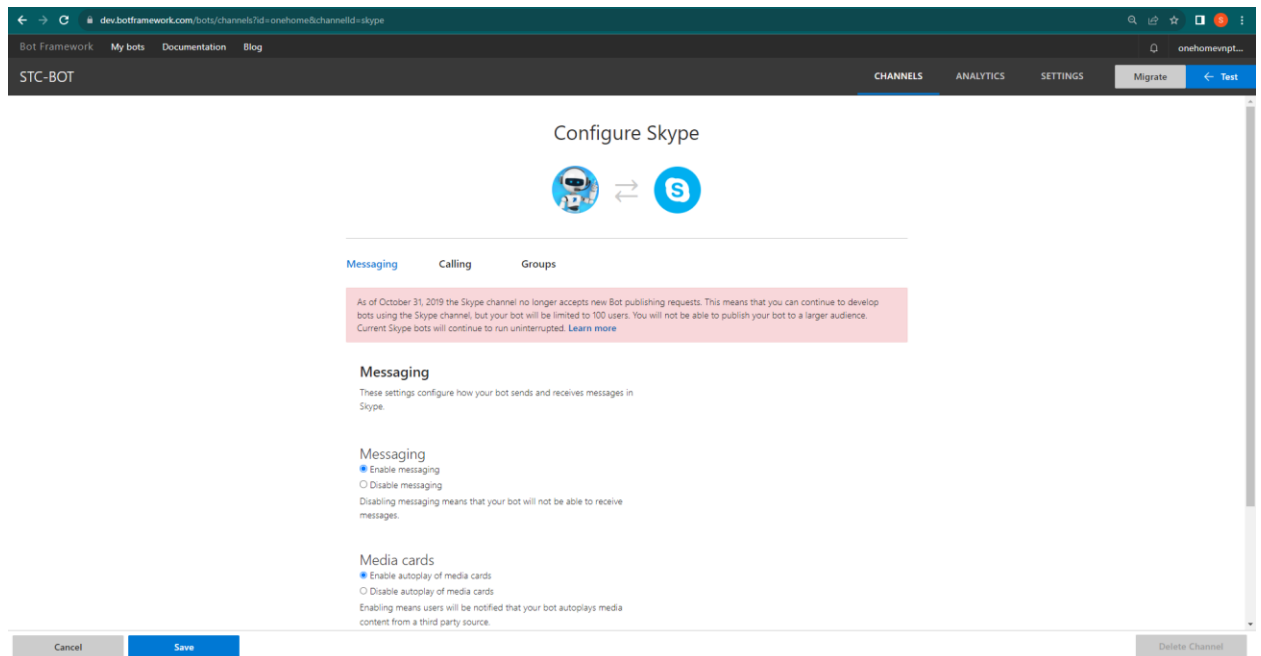 dev.botframework.com/bots/channels?id=onehome&channelId=skype
Bot Framework My bots Documentation Blog onehomevnpt...
STC-BOT CHANNELS ANALYTICS SETTINGS Migrate ← Test
Configure Skype
Messaging Calling Groups
As of October 31, 2019 the Skype channel no longer accepts new Bot publishing requests. This means that you can continue to develop
bots using the Skype channel, but your bot will be limited to 100 users. You will not be able to publish your bot to a larger audience.
Current Skype bots will continue to run uninterrupted. Learn more
Messaging
These settings configure how your bot sends and receives messages in
Skype.
Messaging
Enable messaging
Disable messaging
Disabling messaging means that your bot will not be able to receive
messages.
Media cards
Enable autoplay of media cards
Disable autoplay of media cards
Enabling means users will be notified that your bot autoplays media
content from a third party source.
Cancel Save Delete Channel